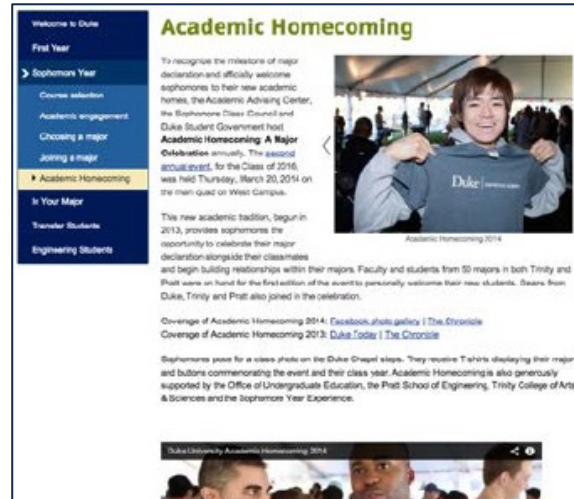 Welcome to Duke
First Year
Sophomore Year
Course selection
Academic engagement
Choosing a major
Joining a major
Academic Homecoming
In Your Major
Transfer Students
Engineering Students
Academic Homecoming
To recognize the milestone of major
declaration and officially welcome
sophomores to their new academic
homes, the Academic Advising Center,
the Sophomore Class Council and
Duke Student Government host
Academic Homecoming: A Major
Celebration annually. The second
annual event, for the Class of 2016,
was held Thursday, March 20, 2014 on
the main quad on West Campus.
Duke
Academic Homecoming 2014
This new academic tradition, begun in
2013, provides sophomores the
opportunity to celebrate their major
declaration alongside their classmates
and begin building relationships within their majors. Faculty and students from 50 majors in both Trinity and
Pratt were on hand for the first edition of the event to personally welcome their new students. Deans from
Duke, Trinity and Pratt also joined in the celebration.
Coverage of Academic Homecoming 2014: Facebook photo gallery | The Chronicle
Coverage of Academic Homecoming 2013: Duke Today | The Chronicle
Sophomores pose for a class photo on the Duke Chapel steps. They receive T-shirts displaying their major
and buttons commemorating the event and their class year. Academic Homecoming is also generously
supported by the Office of Undergraduate Education, the Pratt School of Engineering, Trinity College of Arts
& Sciences and the Sophomore Year Experience.
Duke University Academic Homecoming 2014